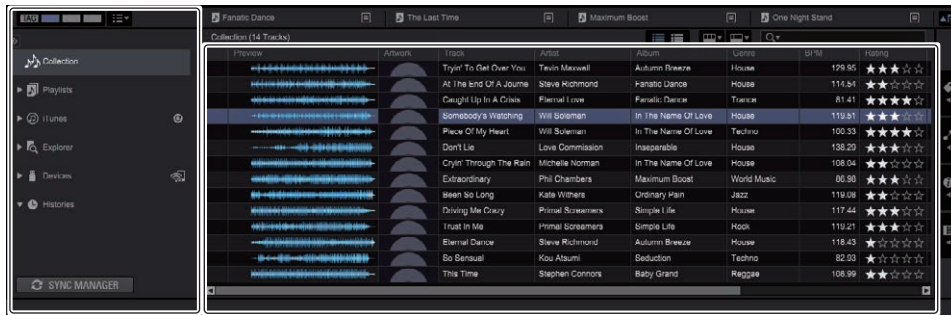 TAG
Fanatic Dance
The Last Time
Maximum Boost
One Night Stand
Collection (14 Tracks)
Collection
Playlists
iTunes
Explorer
Devices
Histories
SYNC MANAGER
Preview Artwork Track Artist Album Genre BPM Rating
Tryin' To Get Over You Tevin Maxwell Autumn Breeze House 129.95 ★★★☆☆
At The End Of A Journe Steve Richmond Fanatic Dance House 114.54 ★★☆☆☆
Caught Up In A Crisis Eternal Love Fanatic Dance Trance 81.41 ★★★★☆
Somebody's Watching Will Soleman In The Name Of Love House 119.51 ★★★☆☆
Piece Of My Heart Will Soleman In The Name Of Love Techno 100.33 ★★★★☆
Don't Lie Love Commission Inseparable House 138.29 ★★★☆☆
Cryin' Through The Rain Michelle Norman In The Name Of Love House 108.04 ★★☆☆☆
Extraordinary Phil Chambers Maximum Boost World Music 86.98 ★★★☆☆
Been So Long Kate Withers Ordinary Pain Jazz 119.08 ★★☆☆☆
Driving Me Crazy Primal Screamers Simple Life House 117.44 ★★★☆☆
Trust In Me Primal Screamers Simple Life Rock 119.21 ★★★☆☆
Eternal Dance Steve Richmond Autumn Breeze House 118.43 ★☆☆☆☆
So Sensual Kou Atsumi Seduction Techno 82.93 ★☆☆☆☆
This Time Stephen Connors Baby Grand Reggae 108.99 ★★☆☆☆